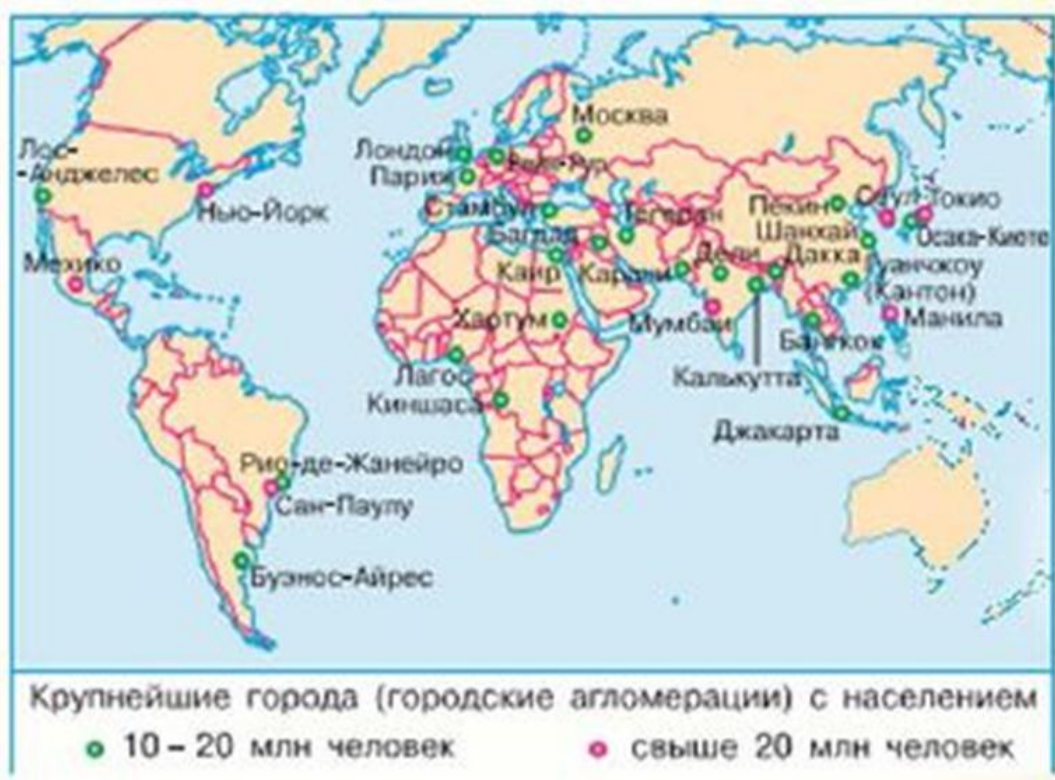 Москва
Лондон
Париж
Рейн-Рур
Лос-
-Анджелес
Нью-Йорк
Мехико
Стамбул
Багдад
Тегеран
Каир
Карачи
Дели
Дакка
Пекин
Шанхай
Сеул
Токио
Осака-Киото
Гуанчжоу
(Кантон)
Хартум
Мумбаи
Манила
Бангкок
Лагос
Калькутта
Киншаса
Джакарта
Рио-де-Жанейро
Сан-Паулу
Буэнос-Айрес
Крупнейшие города (городские агломерации) с населением
10 – 20 млн человек
свыше 20 млн человек